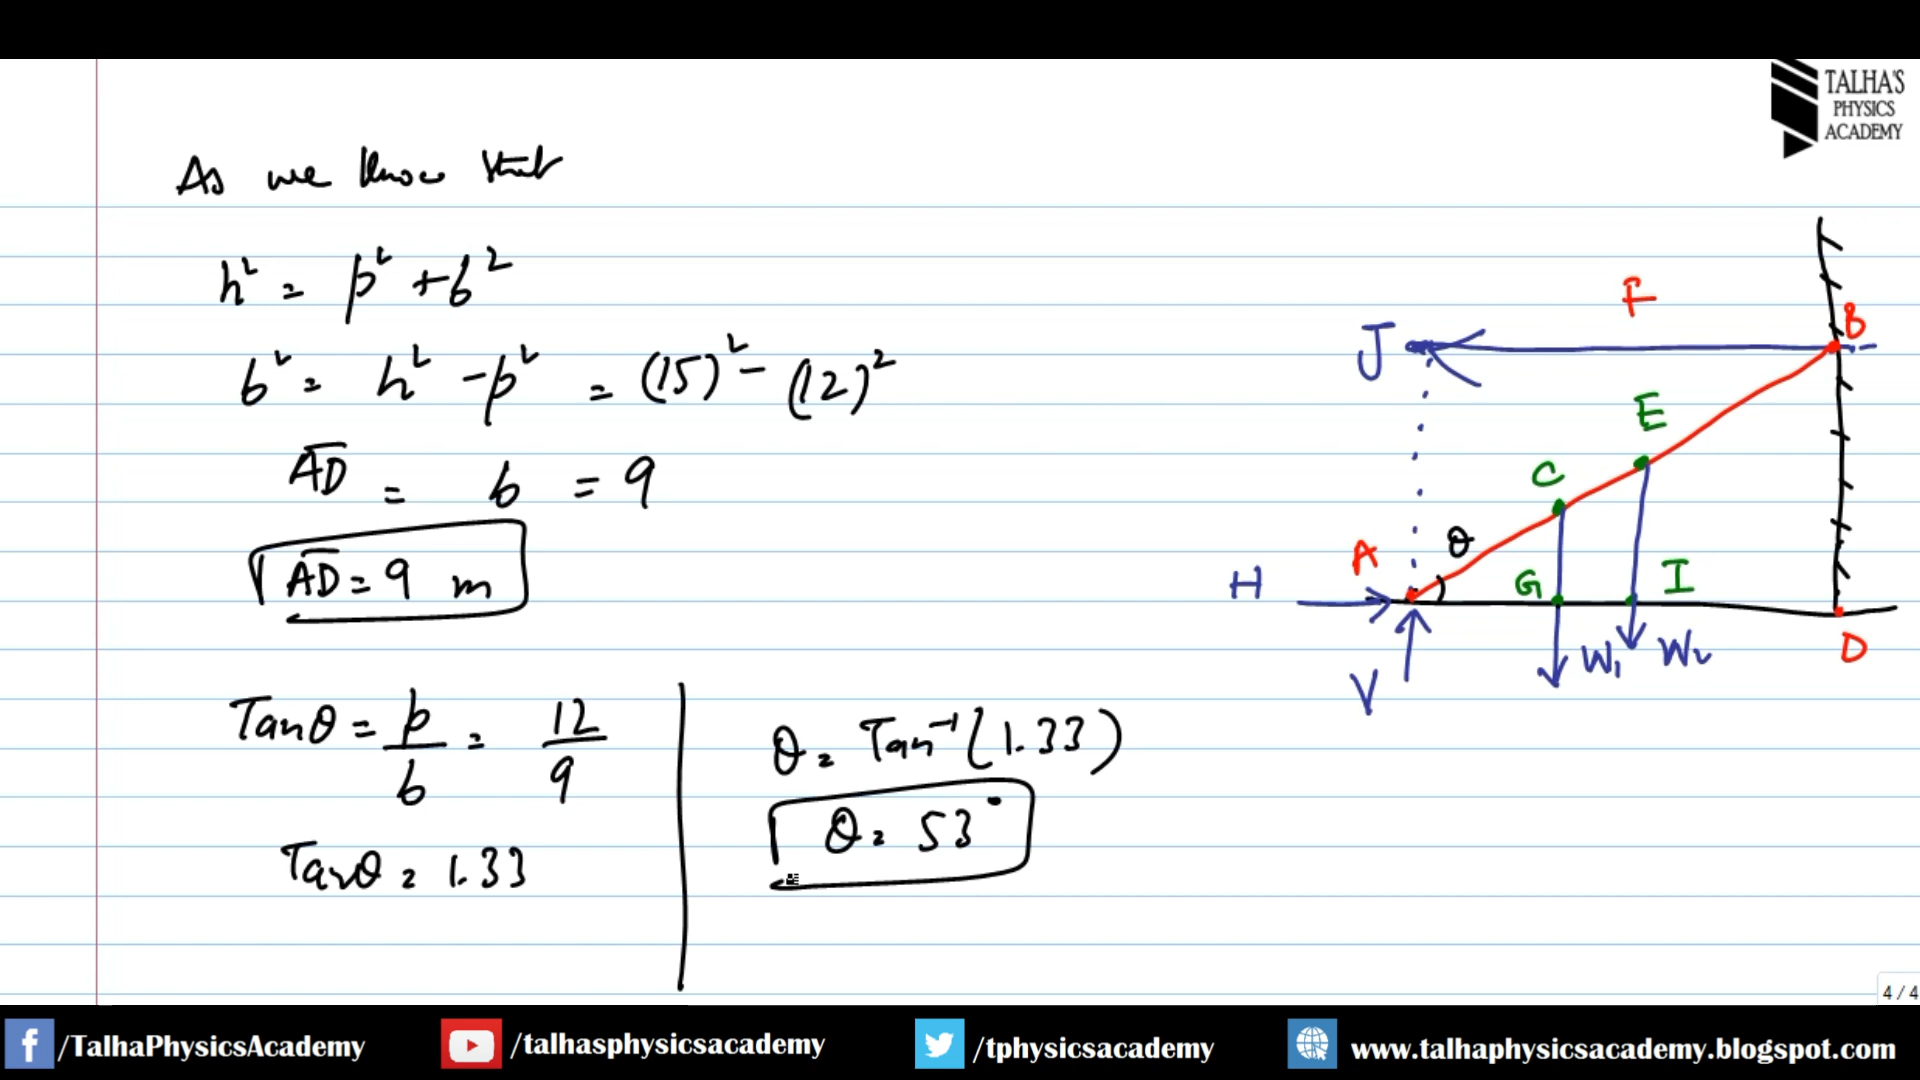 TALHA'S
PHYSICS
ACADEMY
As we know that
h² = p² + b²
b² = h² - p² = (15)² - (12)²
AD = b = 9
AD = 9 m
Tanθ = p/b = 12/9
Tanθ = 1.33
θ = Tan⁻¹(1.33)
θ = 53°
F
J
B
E
C
θ
A
H
G
I
V
W₁
W₂
D
4 / 4
/TalhaPhysicsAcademy
/talhasphysicsacademy
/tphysicsacademy
www.talhaphysicsacademy.blogspot.com